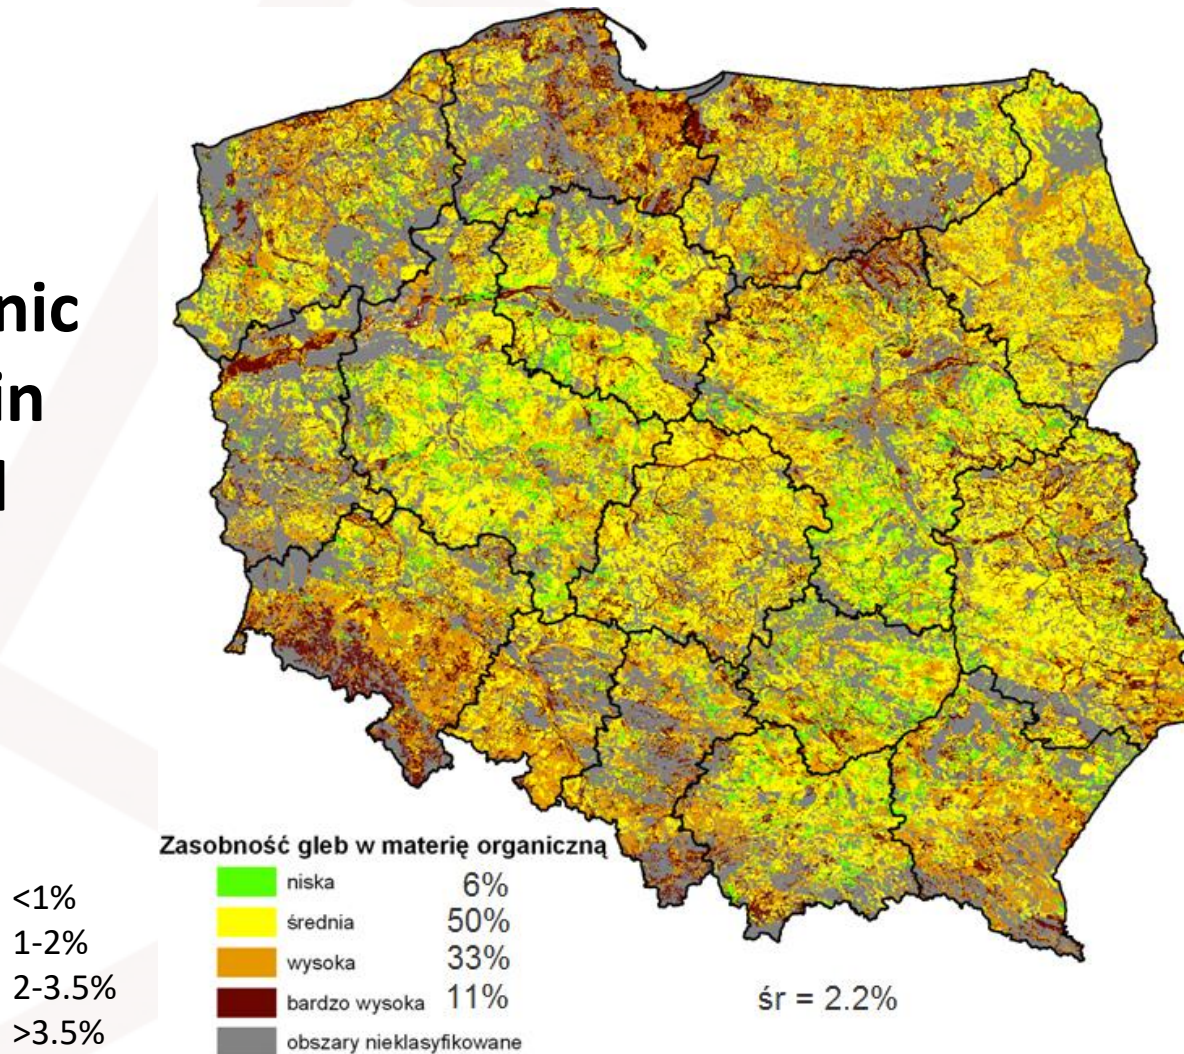 nic
in
Zasobność gleb w materię organiczną
<1% niska 6%
1-2% średnia 50%
2-3.5% wysoka 33%
>3.5% bardzo wysoka 11%
śr = 2.2%
obszary nieklasyfikowane